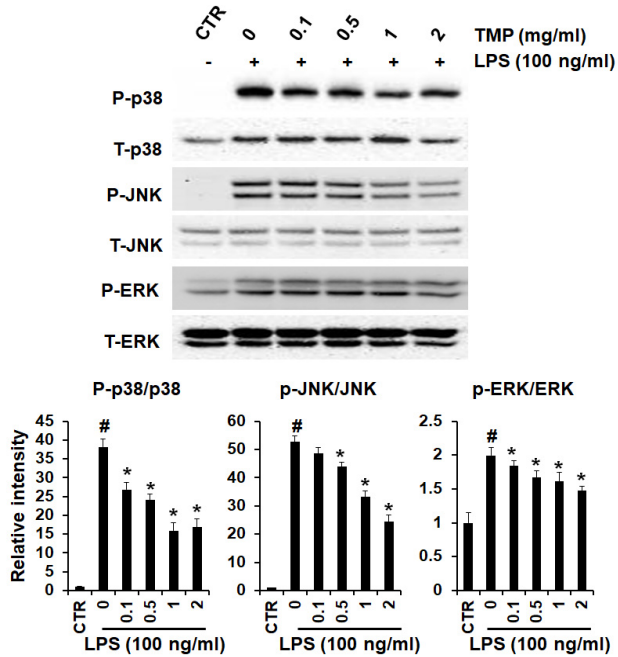 CTR 0 0.1 0.5 1 2 TMP (mg/ml)
- + + + + + LPS (100 ng/ml)
P-p38
T-p38
P-JNK
T-JNK
P-ERK
T-ERK
P-p38/p38
Relative intensity
45
40
35
30
25
20
15
10
5
0
# * * * *
CTR 0 0.1 0.5 1 2
LPS (100 ng/ml)
p-JNK/JNK
60
50
40
30
20
10
0
# * * *
CTR 0 0.1 0.5 1 2
LPS (100 ng/ml)
p-ERK/ERK
2.5
2
1.5
1
0.5
0
# * * * *
CTR 0 0.1 0.5 1 2
LPS (100 ng/ml)